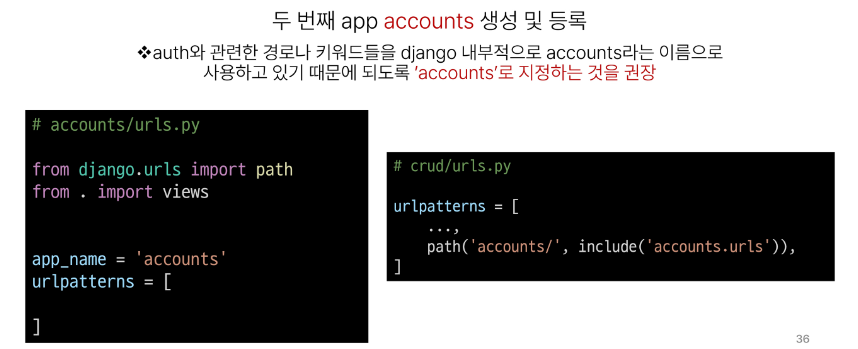 두 번째 app accounts 생성 및 등록
❖auth와 관련한 경로나 키워드들을 django 내부적으로 accounts라는 이름으로
사용하고 있기 때문에 되도록 'accounts'로 지정하는 것을 권장
# accounts/urls.py
from django.urls import path
from . import views
app_name = 'accounts'
urlpatterns = [
]
# crud/urls.py
urlpatterns = [
    ...,
    path('accounts/', include('accounts.urls')),
]
36